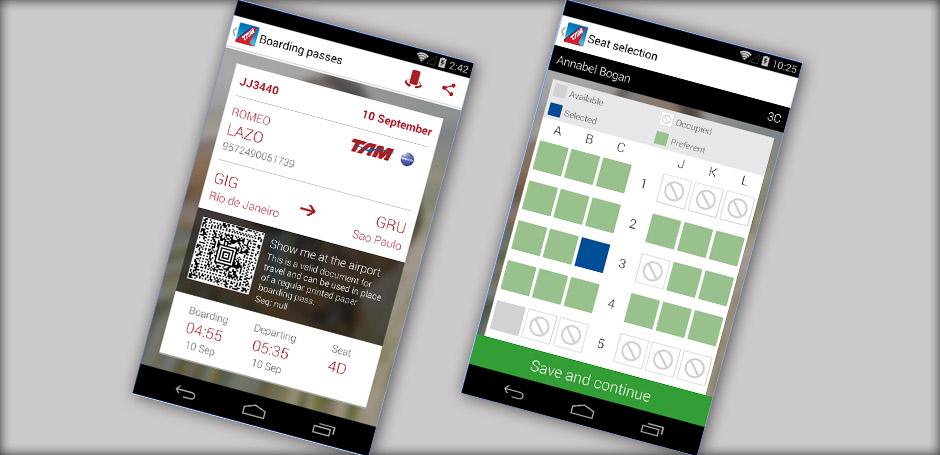 2:42
Boarding passes
JJ3440
10 September
ROMEO
LAZO
9572490051739
TAM
GIG
Rio de Janeiro
GRU
Sao Paulo
Show me at the airport
This is a valid document for
travel and can be used in place
of a regular printed paper
boarding pass.
Seq: null
Boarding
04:55
10 Sep
Departing
05:35
10 Sep
Seat
4D
10:25
TAM
Seat selection
Annabel Bogan
3C
Available
Occupied
Selected
Preferent
A B C J K L
1
2
3
4
5
Save and continue